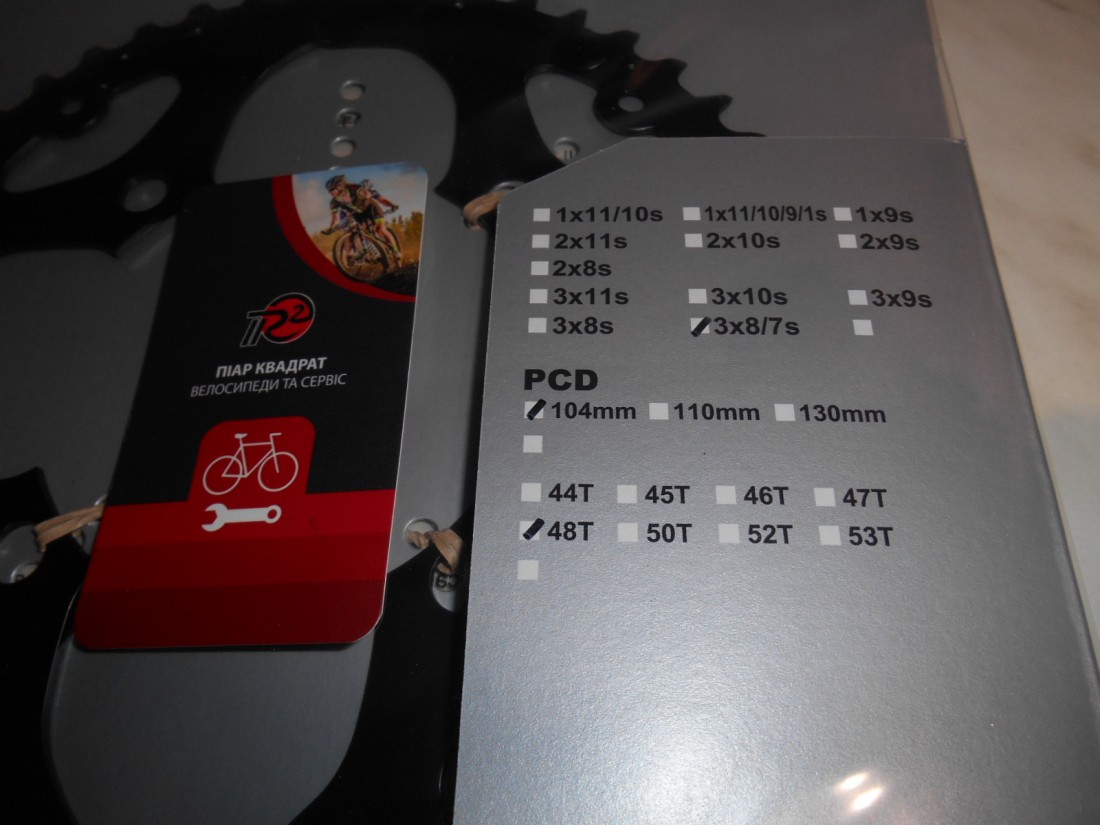 ПІАР КВАДРАТ
ВЕЛОСИПЕДИ ТА СЕРВІС
1x11/10s 1x11/10/9/1s 1x9s
2x11s 2x10s 2x9s
2x8s
3x11s 3x10s 3x9s
3x8s 3x8/7s
PCD
104mm 110mm 130mm
44T 45T 46T 47T
48T 50T 52T 53T